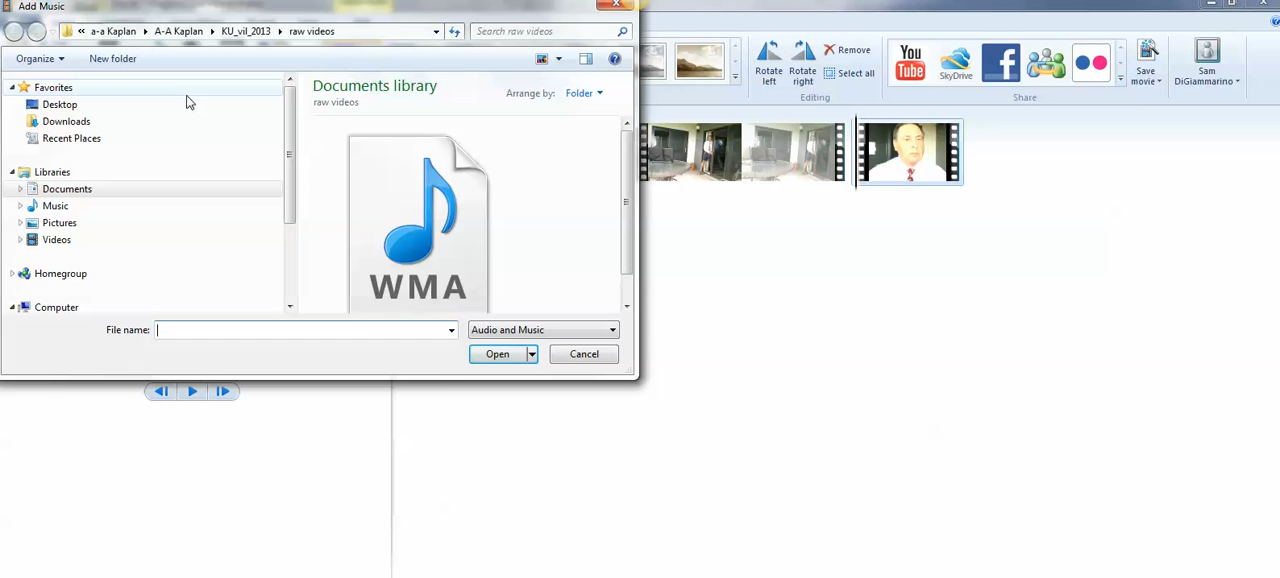 Add Music
« a-a Kaplan A-A Kaplan KU_vil_2013 raw videos
Search raw videos
Organize New folder
Favorites
Desktop
Downloads
Recent Places
Libraries
Documents
Music
Pictures
Videos
Homegroup
Computer
Documents library
raw videos
Arrange by: Folder
WMA
File name:
Audio and Music
Open Cancel
Rotate left
Rotate right
Remove
Select all
Editing
You Tube
SkyDrive
f
Share
Save movie
Sam DiGiammarino